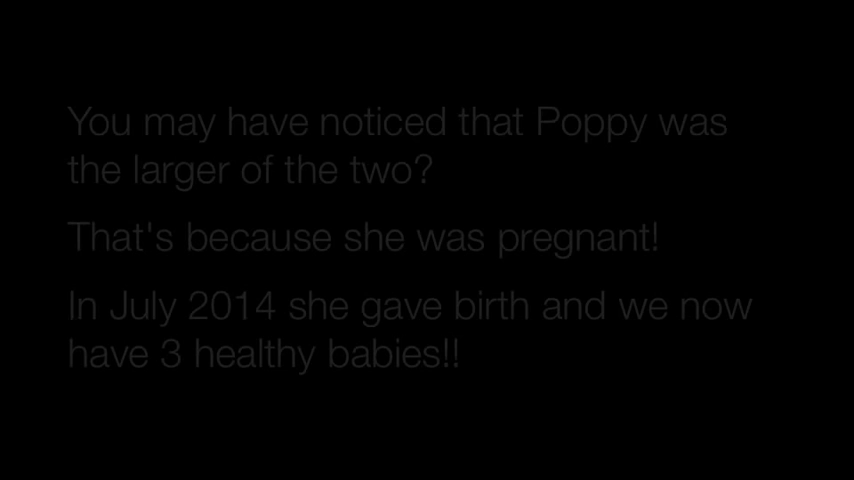 You may have noticed that Poppy was
the larger of the two?
That's because she was pregnant!
In July 2014 she gave birth and we now
have 3 healthy babies!!